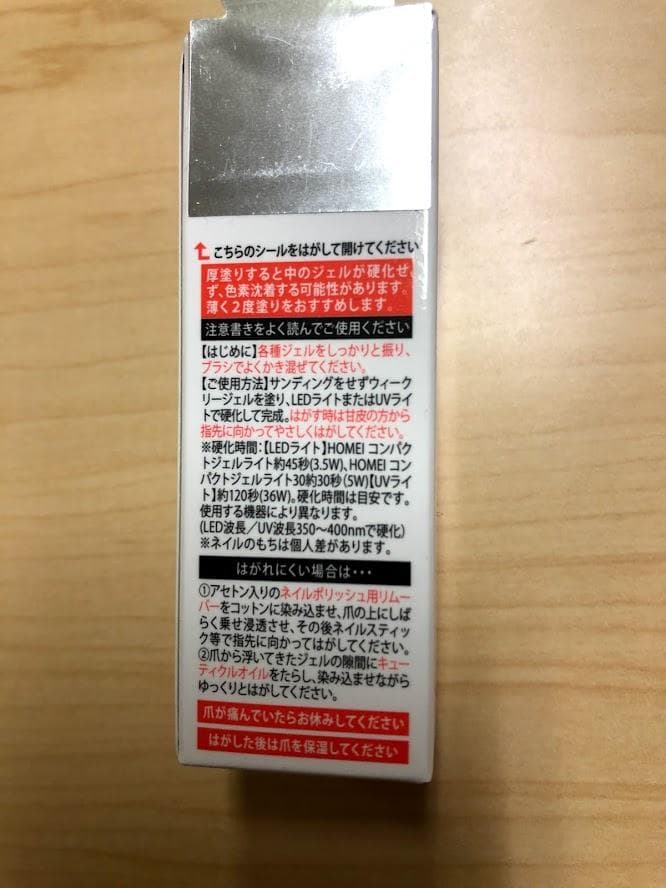 こちらのシールをはがして開けてください
厚塗りすると中のジェルが硬化せ
ず、色素沈着する可能性があります。
薄く2度塗りをおすすめします。
注意書きをよく読んでご使用ください
【はじめに】各種ジェルをしっかりと振り、
ブラシでよくかき混ぜてください。
【ご使用方法】サンディングをせずウィーク
リージェルを塗り、LEDライトまたはUVライ
トで硬化して完成。はがす時は甘皮の方から
指先に向かってやさしくはがしてください。
※硬化時間:【LEDライト】HOMEI コンパク
トジェルライト約45秒(3.5W)、HOMEI コン
パクトジェルライト30約30秒(5W)【UVライ
ト】約120秒(36W)。硬化時間は目安です。
使用する機器により異なります。
(LED波長/UV波長350〜400nmで硬化)
※ネイルのもちは個人差があります。
はがれにくい場合は・・・
①アセトン入りのネイルポリッシュ用リムー
バーをコットンに染み込ませ、爪の上にしば
らく乗せ浸透させ、その後ネイルスティッ
ク等で指先に向かってはがしてください。
②爪から浮いてきたジェルの隙間にキュー
ティクルオイルをたらし、染み込ませながら
ゆっくりとはがしてください。
爪が痛んでいたらお休みしてください
はがした後は爪を保湿してください